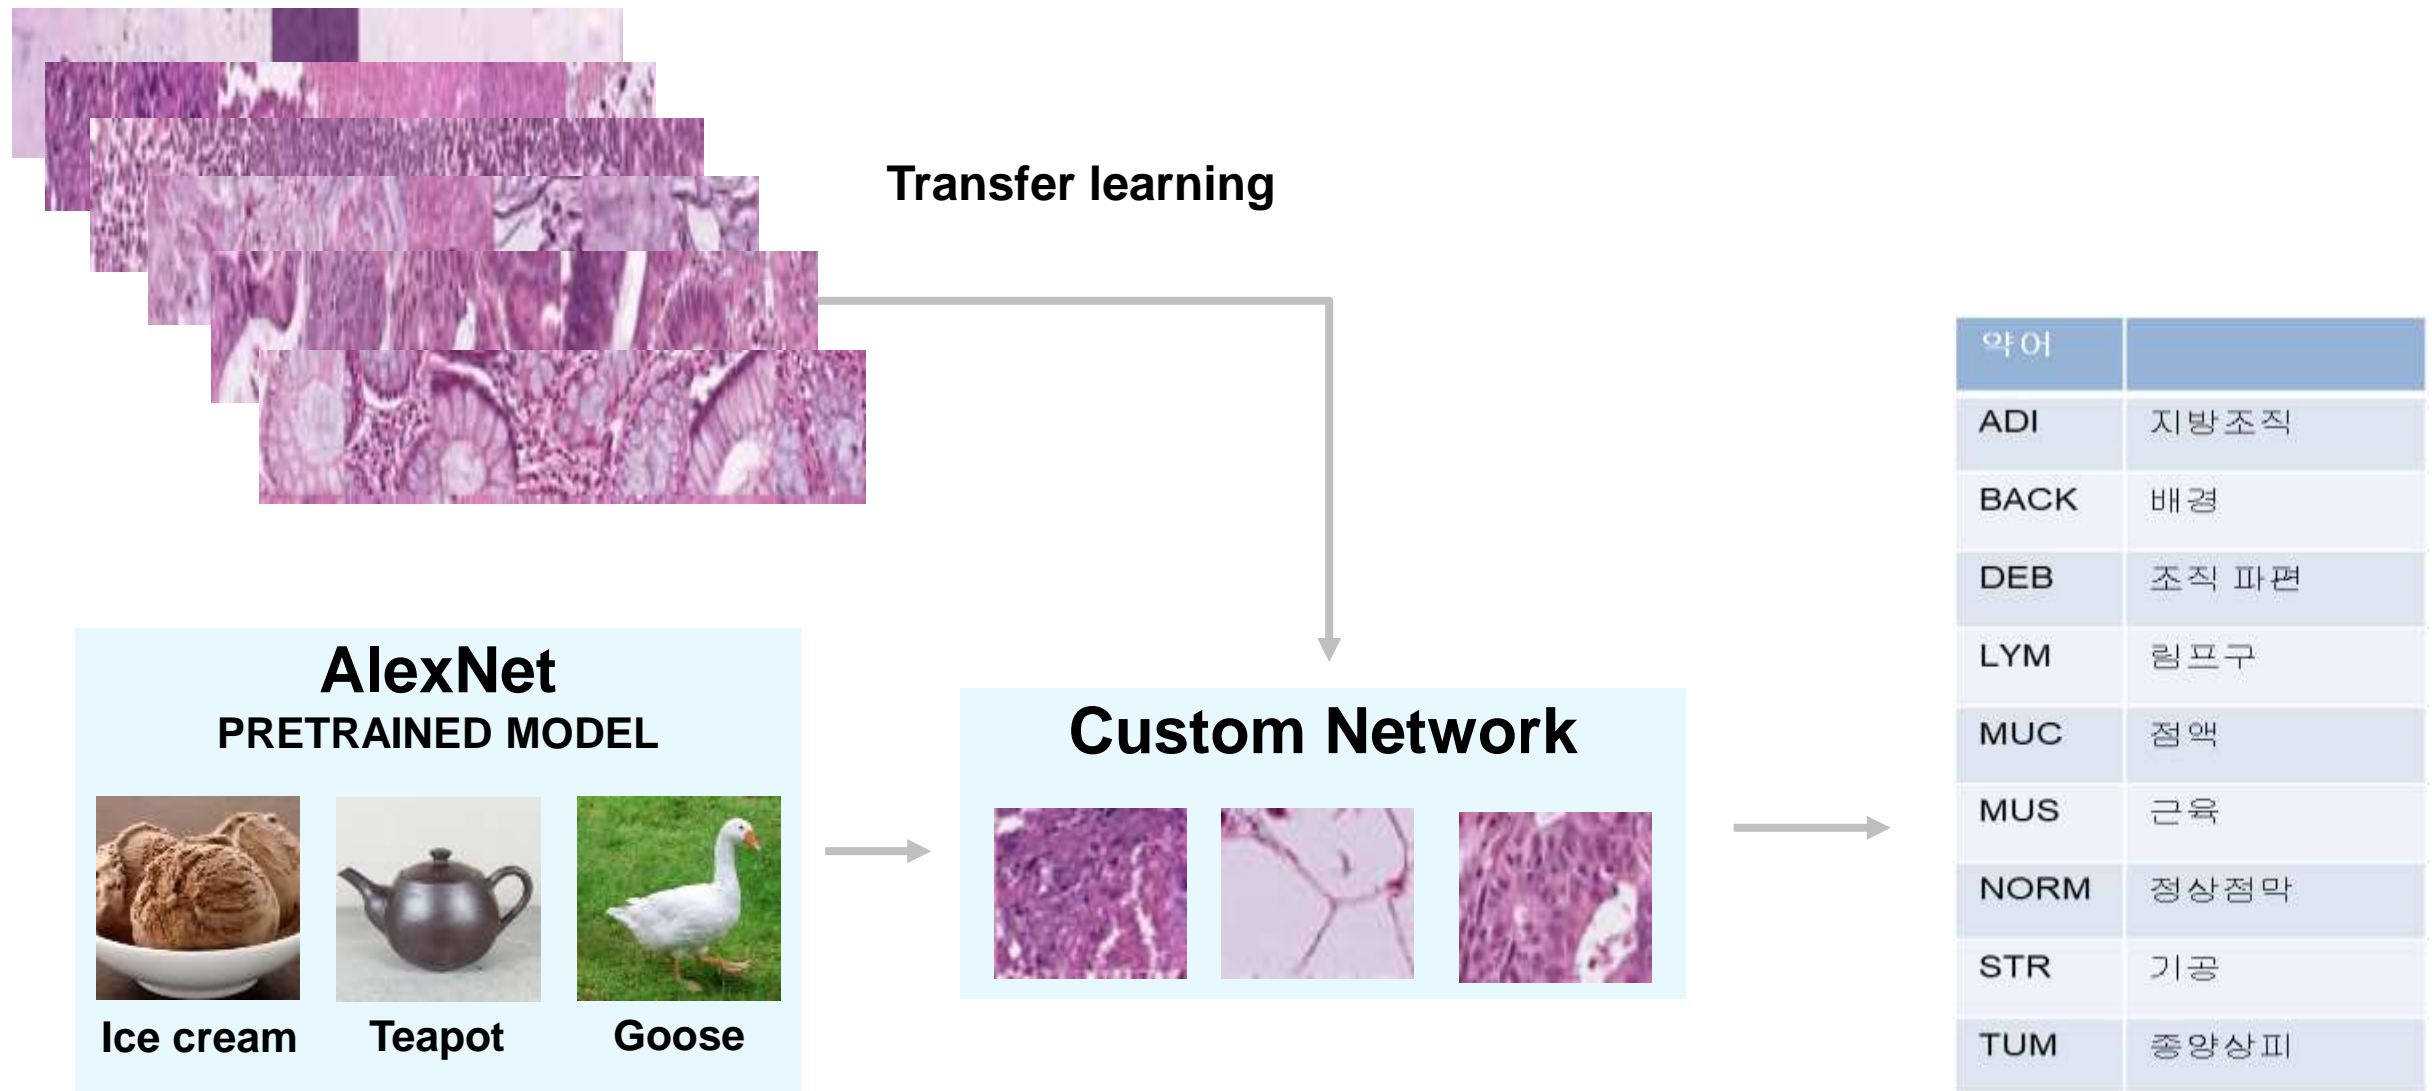 Transfer learning
AlexNet
PRETRAINED MODEL
Ice cream
Teapot
Goose
Custom Network
약어
ADI 지방조직
BACK 배경
DEB 조직 파편
LYM 림프구
MUC 점액
MUS 근육
NORM 정상점막
STR 기공
TUM 종양상피